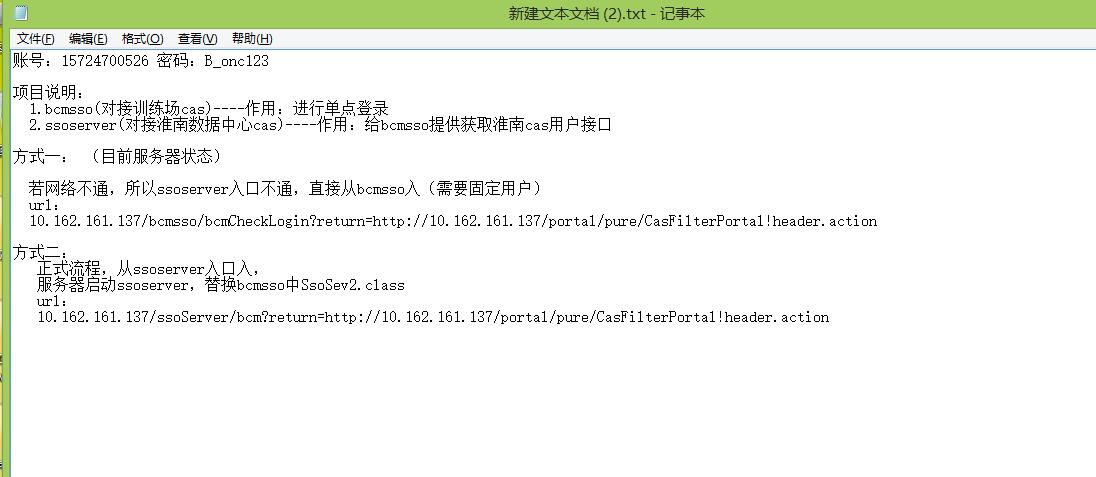 新建文本文档 (2).txt - 记事本
文件(F) 编辑(E) 格式(O) 查看(V) 帮助(H)
账号：15724700526 密码：B_onc123
项目说明：
1.bcmsso(对接训练场cas)----作用：进行单点登录
2.ssoserver(对接淮南数据中心cas)----作用：给bcmsso提供获取淮南cas用户接口
方式一： （目前服务器状态）
若网络不通，所以ssoserver入口不通，直接从bcmsso入（需要固定用户）
url：
10.162.161.137/bcmsso/bcmCheckLogin?return=http://10.162.161.137/portal/pure/CasFilterPortal!header.action
方式二：
正式流程，从ssoserver入口入，
服务器启动ssoserver，替换bcmsso中SsoSev2.class
url：
10.162.161.137/ssoServer/bcm?return=http://10.162.161.137/portal/pure/CasFilterPortal!header.action